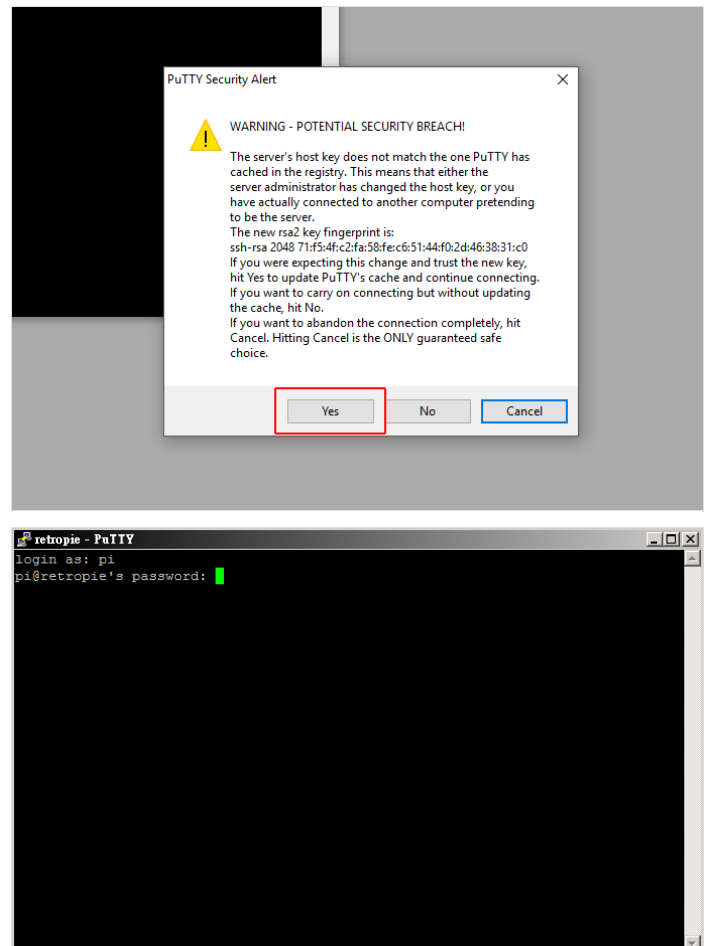 PuTTY Security Alert
WARNING - POTENTIAL SECURITY BREACH!
The server's host key does not match the one PuTTY has
cached in the registry. This means that either the
server administrator has changed the host key, or you
have actually connected to another computer pretending
to be the server.
The new rsa2 key fingerprint is:
ssh-rsa 2048 71:f5:4f:c2:fa:58:fe:c6:51:44:f0:2d:46:38:31:c0
If you were expecting this change and trust the new key,
hit Yes to update PuTTY's cache and continue connecting.
If you want to carry on connecting but without updating
the cache, hit No.
If you want to abandon the connection completely, hit
Cancel. Hitting Cancel is the ONLY guaranteed safe
choice.
Yes No Cancel
retropie - PuTTY
login as: pi
pi@retropie's password: